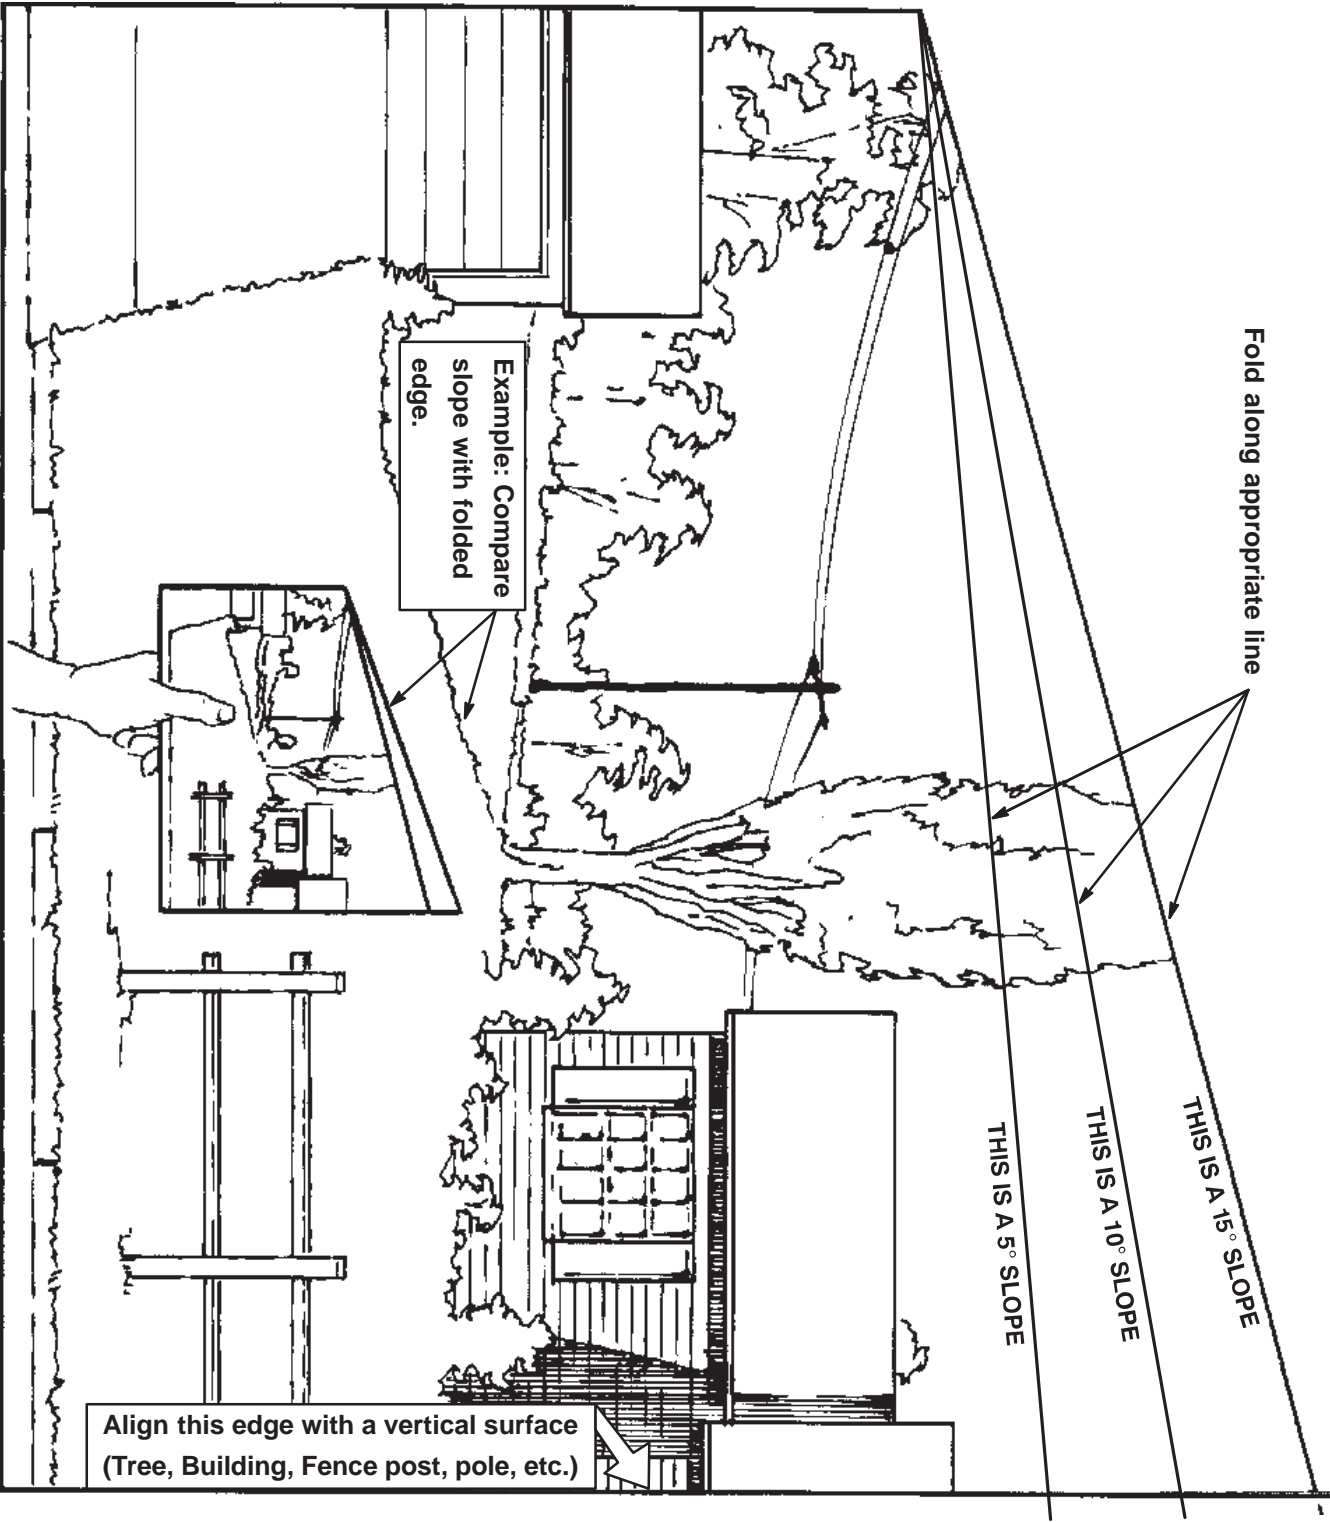 Fold along appropriate line
THIS IS A 15° SLOPE
THIS IS A 10° SLOPE
THIS IS A 5° SLOPE
Example: Compare
slope with folded
edge.
Align this edge with a vertical surface
(Tree, Building, Fence post, pole, etc.)